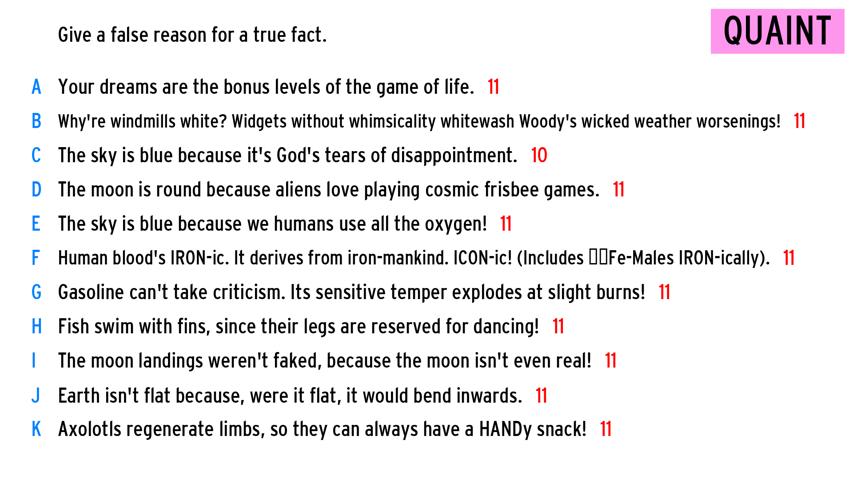 Give a false reason for a true fact.
QUAINT
A Your dreams are the bonus levels of the game of life. 11
B Why're windmills white? Widgets without whimsicality whitewash Woody's wicked weather worsenings! 11
C The sky is blue because it's God's tears of disappointment. 10
D The moon is round because aliens love playing cosmic frisbee games. 11
E The sky is blue because we humans use all the oxygen! 11
F Human blood's IRON-ic. It derives from iron-mankind. ICON-ic! (Includes ▯▯Fe-Males IRON-ically). 11
G Gasoline can't take criticism. Its sensitive temper explodes at slight burns! 11
H Fish swim with fins, since their legs are reserved for dancing! 11
I The moon landings weren't faked, because the moon isn't even real! 11
J Earth isn't flat because, were it flat, it would bend inwards. 11
K Axolotls regenerate limbs, so they can always have a HANDy snack! 11